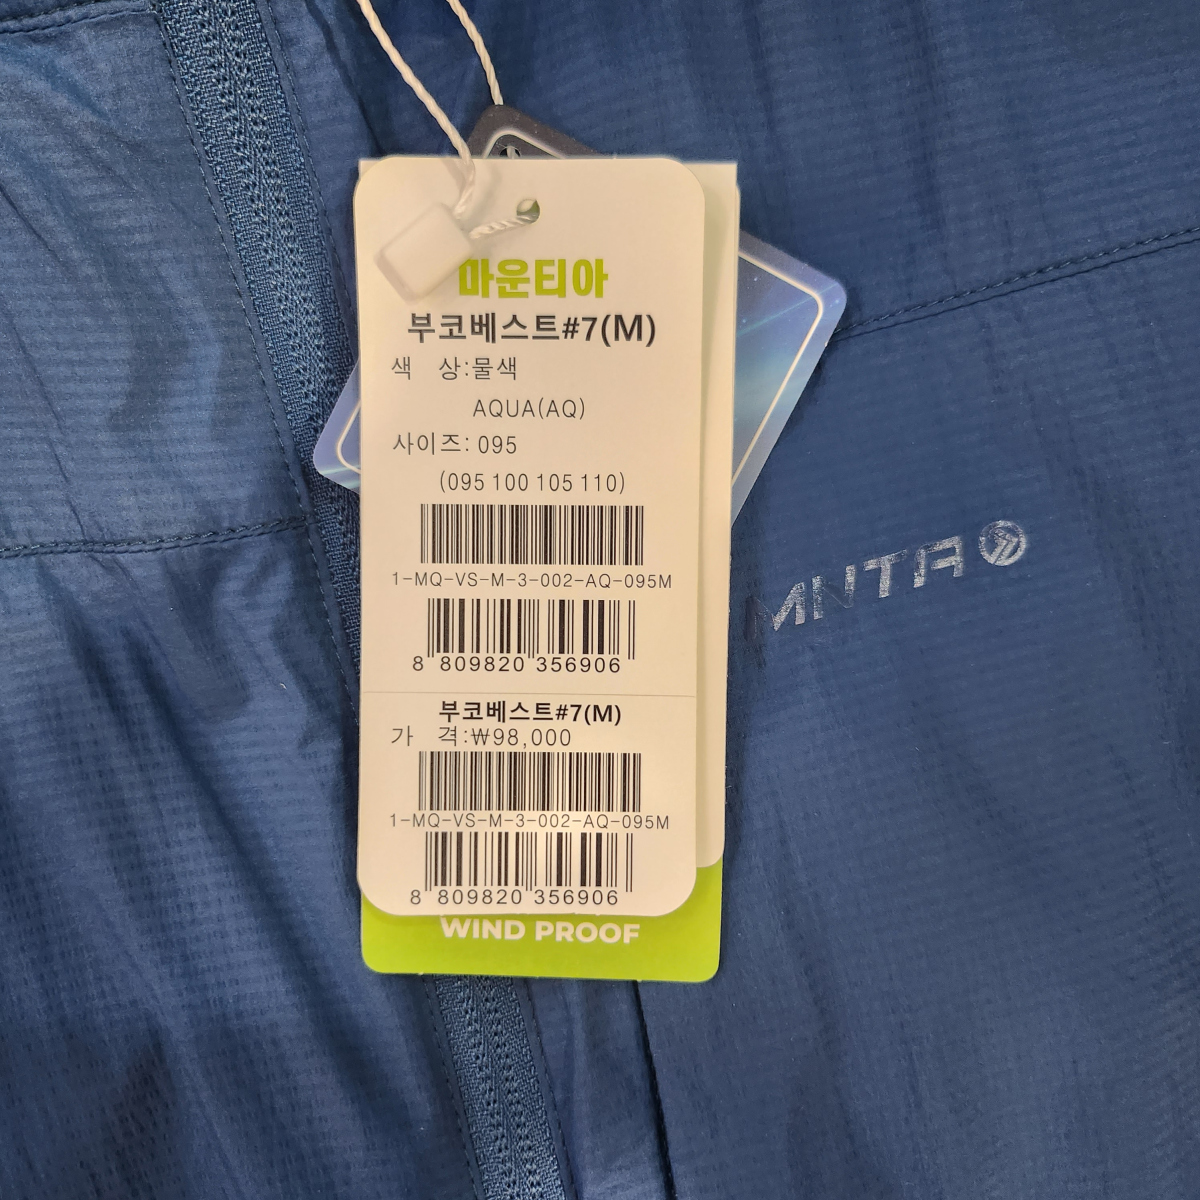 마운티아
부코베스트#7(M)
색 상:물색
AQUA(AQ)
사이즈: 095
(095 100 105 110)
1-MQ-VS-M-3-002-AQ-095M
8 809820 356906
부코베스트#7(M)
가 격:₩98,000
1-MQ-VS-M-3-002-AQ-095M
8 809820 356906
WIND PROOF
MNTA